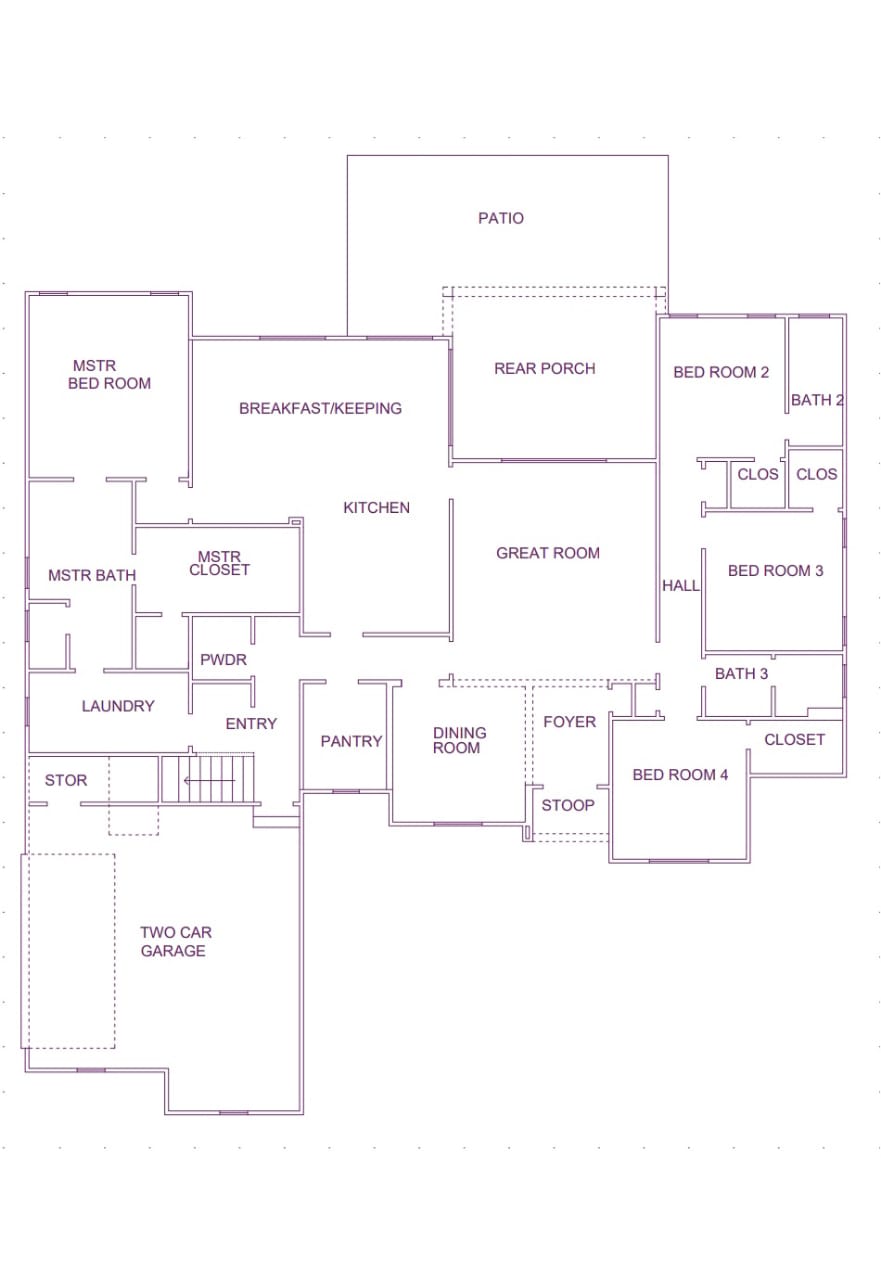 PATIO
MSTR
BED ROOM
REAR PORCH
BED ROOM 2
BATH 2
BREAKFAST/KEEPING
CLOS
CLOS
KITCHEN
GREAT ROOM
MSTR
CLOSET
MSTR BATH
HALL
BED ROOM 3
PWDR
BATH 3
LAUNDRY
ENTRY
FOYER
PANTRY
DINING
ROOM
CLOSET
STOR
BED ROOM 4
STOOP
TWO CAR
GARAGE